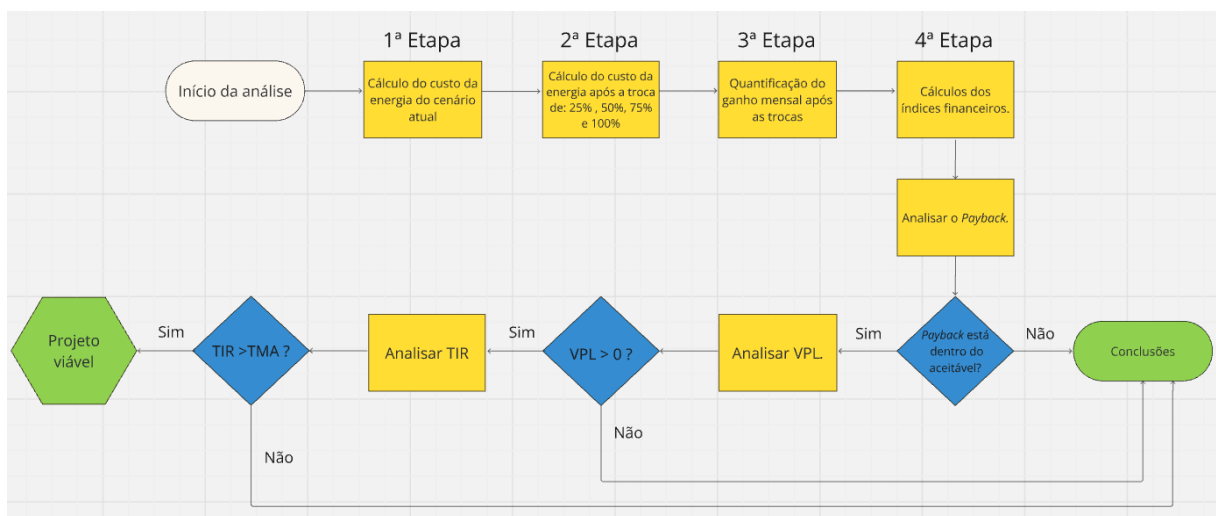 1ª Etapa
2ª Etapa
3ª Etapa
4ª Etapa
Início da análise
Cálculo do custo da
energia do cenário
atual
Cálculo do custo da
energia após a troca
de: 25% , 50%, 75%
e 100%
Quantificação do
ganho mensal após
as trocas
Cálculos dos
índices financeiros.
Analisar o Payback.
Payback está
dentro do
aceitável?
Não
Conclusões
Sim
Analisar VPL.
VPL > 0 ?
Sim
Não
Analisar TIR
TIR >TMA ?
Sim
Não
Projeto
viável